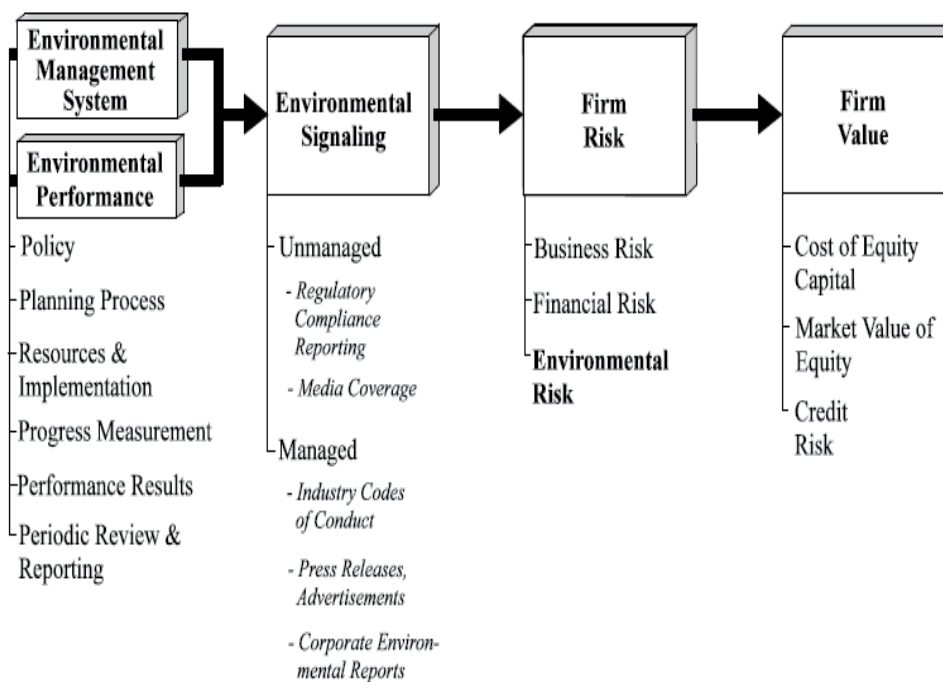 Environmental
Management
System
Environmental
Performance
Policy
Planning Process
Resources &
Implementation
Progress Measurement
Performance Results
Periodic Review &
Reporting
Environmental
Signaling
Unmanaged
- Regulatory
Compliance
Reporting
- Media Coverage
Managed
- Industry Codes
of Conduct
- Press Releases,
Advertisements
- Corporate Environ-
mental Reports
Firm
Risk
Business Risk
Financial Risk
Environmental
Risk
Firm
Value
Cost of Equity
Capital
Market Value of
Equity
Credit
Risk